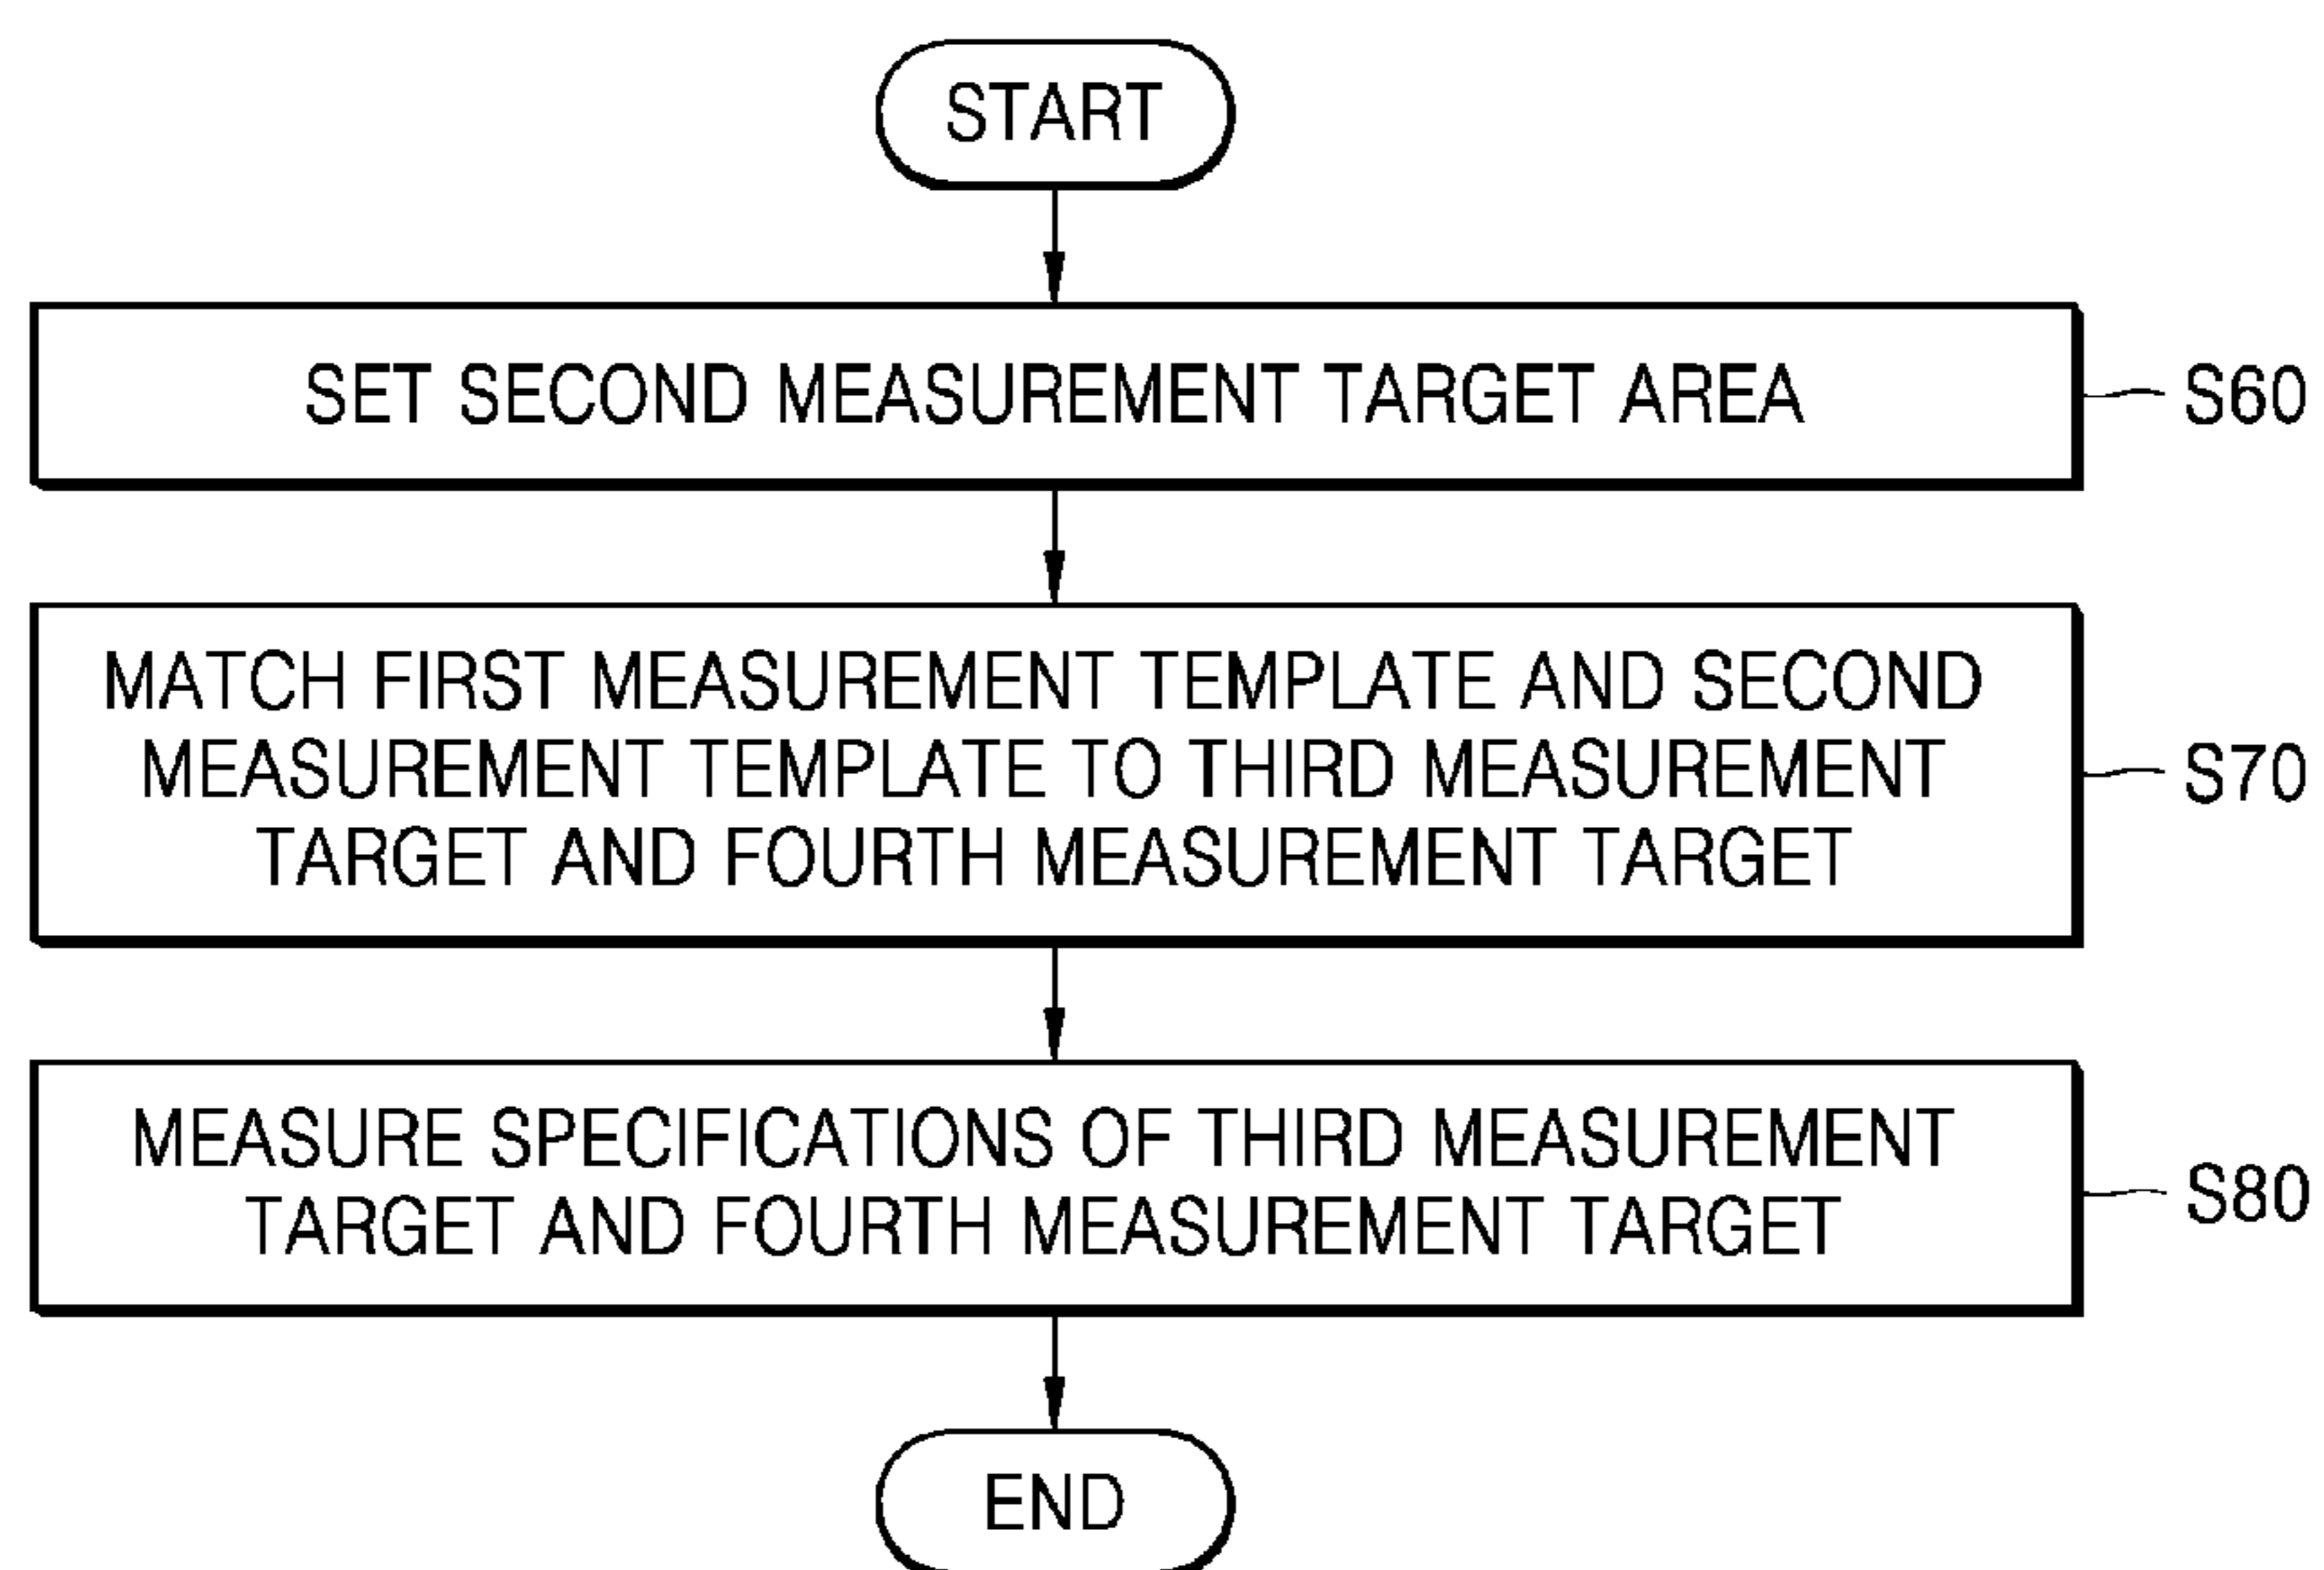 START
SET SECOND MEASUREMENT TARGET AREA
S60
MATCH FIRST MEASUREMENT TEMPLATE AND SECOND
MEASUREMENT TEMPLATE TO THIRD MEASUREMENT
TARGET AND FOURTH MEASUREMENT TARGET
S70
MEASURE SPECIFICATIONS OF THIRD MEASUREMENT
TARGET AND FOURTH MEASUREMENT TARGET
S80
END